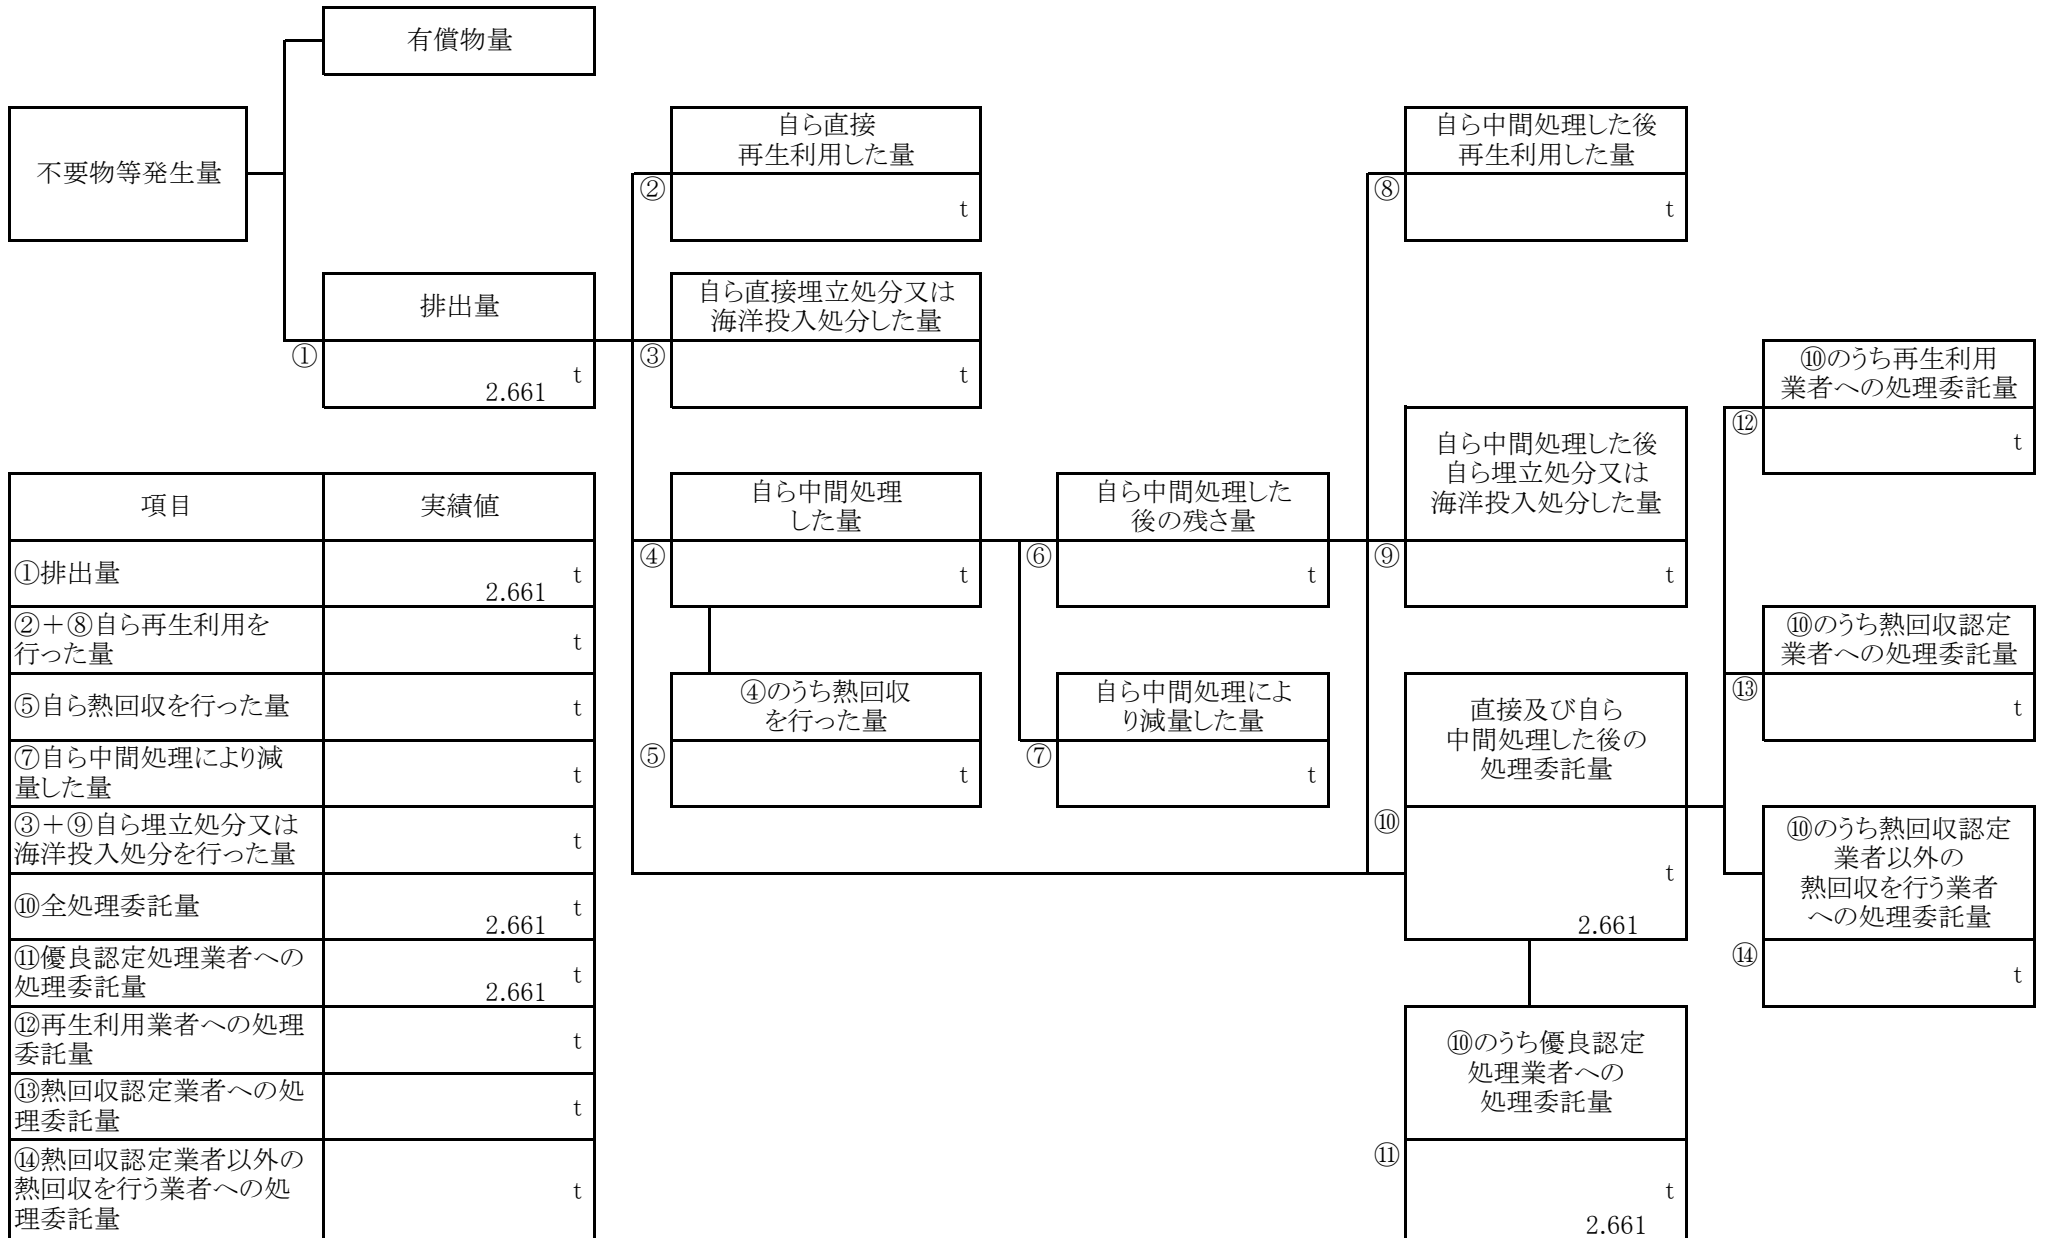 有償物量
不要物等発生量
排出量
①
t
2.661
自ら直接
再生利用した量
②
t
自ら直接埋立処分又は
海洋投入処分した量
③
t
自ら中間処理
した量
④
t
④のうち熱回収
を行った量
⑤
t
自ら中間処理した
後の残さ量
⑥
t
自ら中間処理によ
り減量した量
⑦
t
自ら中間処理した後
再生利用した量
⑧
t
自ら中間処理した後
自ら埋立処分又は
海洋投入処分した量
⑨
t
直接及び自ら
中間処理した後の
処理委託量
⑩
t
2.661
⑩のうち優良認定
処理業者への
処理委託量
⑪
t
2.661
⑩のうち再生利用
業者への処理委託量
⑫
t
⑩のうち熱回収認定
業者への処理委託量
⑬
t
⑩のうち熱回収認定
業者以外の
熱回収を行う業者
への処理委託量
⑭
t
項目 実績値
①排出量 t
2.661
②＋⑧自ら再生利用を
行った量 t
⑤自ら熱回収を行った量 t
⑦自ら中間処理により減
量した量 t
③＋⑨自ら埋立処分又は
海洋投入処分を行った量 t
⑩全処理委託量 t
2.661
⑪優良認定処理業者への
処理委託量 t
2.661
⑫再生利用業者への処理
委託量 t
⑬熱回収認定業者への処
理委託量 t
⑭熱回収認定業者以外の
熱回収を行う業者への処 t
理委託量